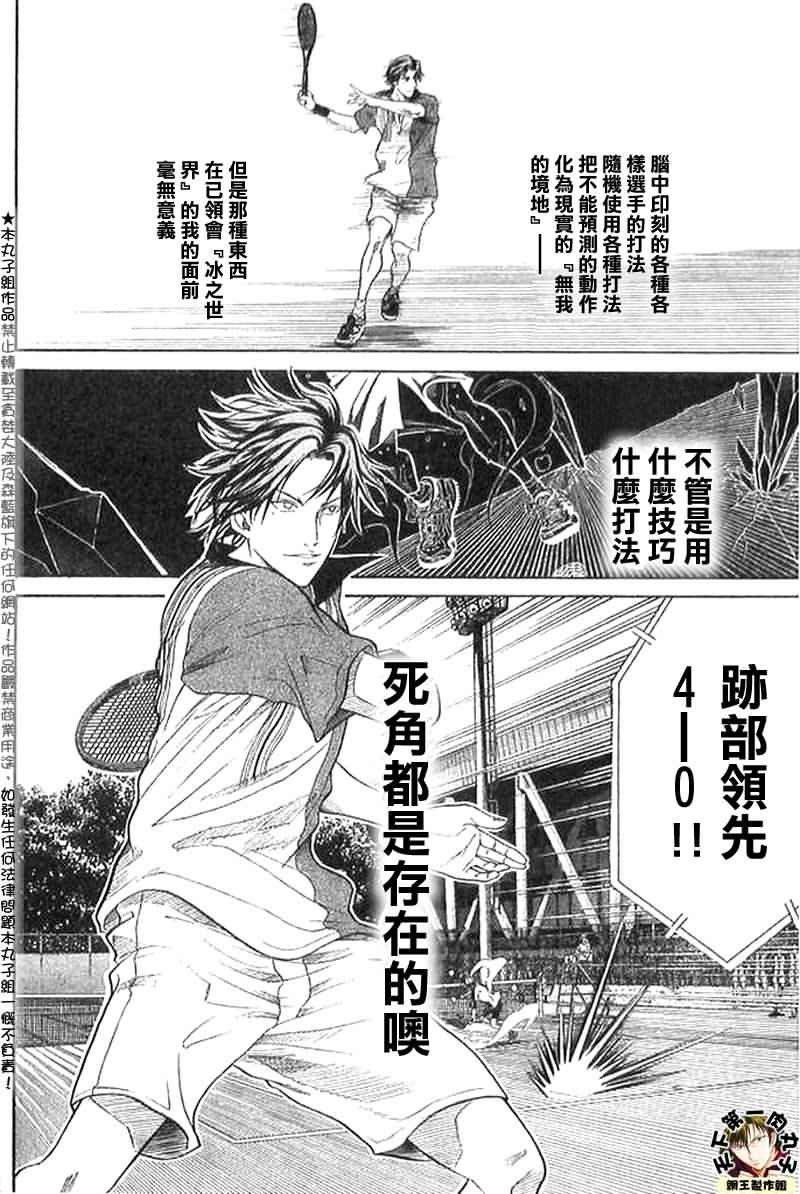 腦中印刻的各種各
樣選手的打法
隨機使用各種打法
把不能預測的動作
化為現實的『無我
的境地』——
但是那種東西
在已領會『冰之世
界』的我的面前
毫無意義
不管是用
什麼技巧
什麼打法
跡部領先
4—0!!
死角都是存在的噢
★本丸子組作品禁止轉載至貪婪大陸及森藍旗下的任何網站！作品嚴禁商業用途、如發生任何法律問題本丸子組一概不負責！
天下第一肉丸子
網王製作組